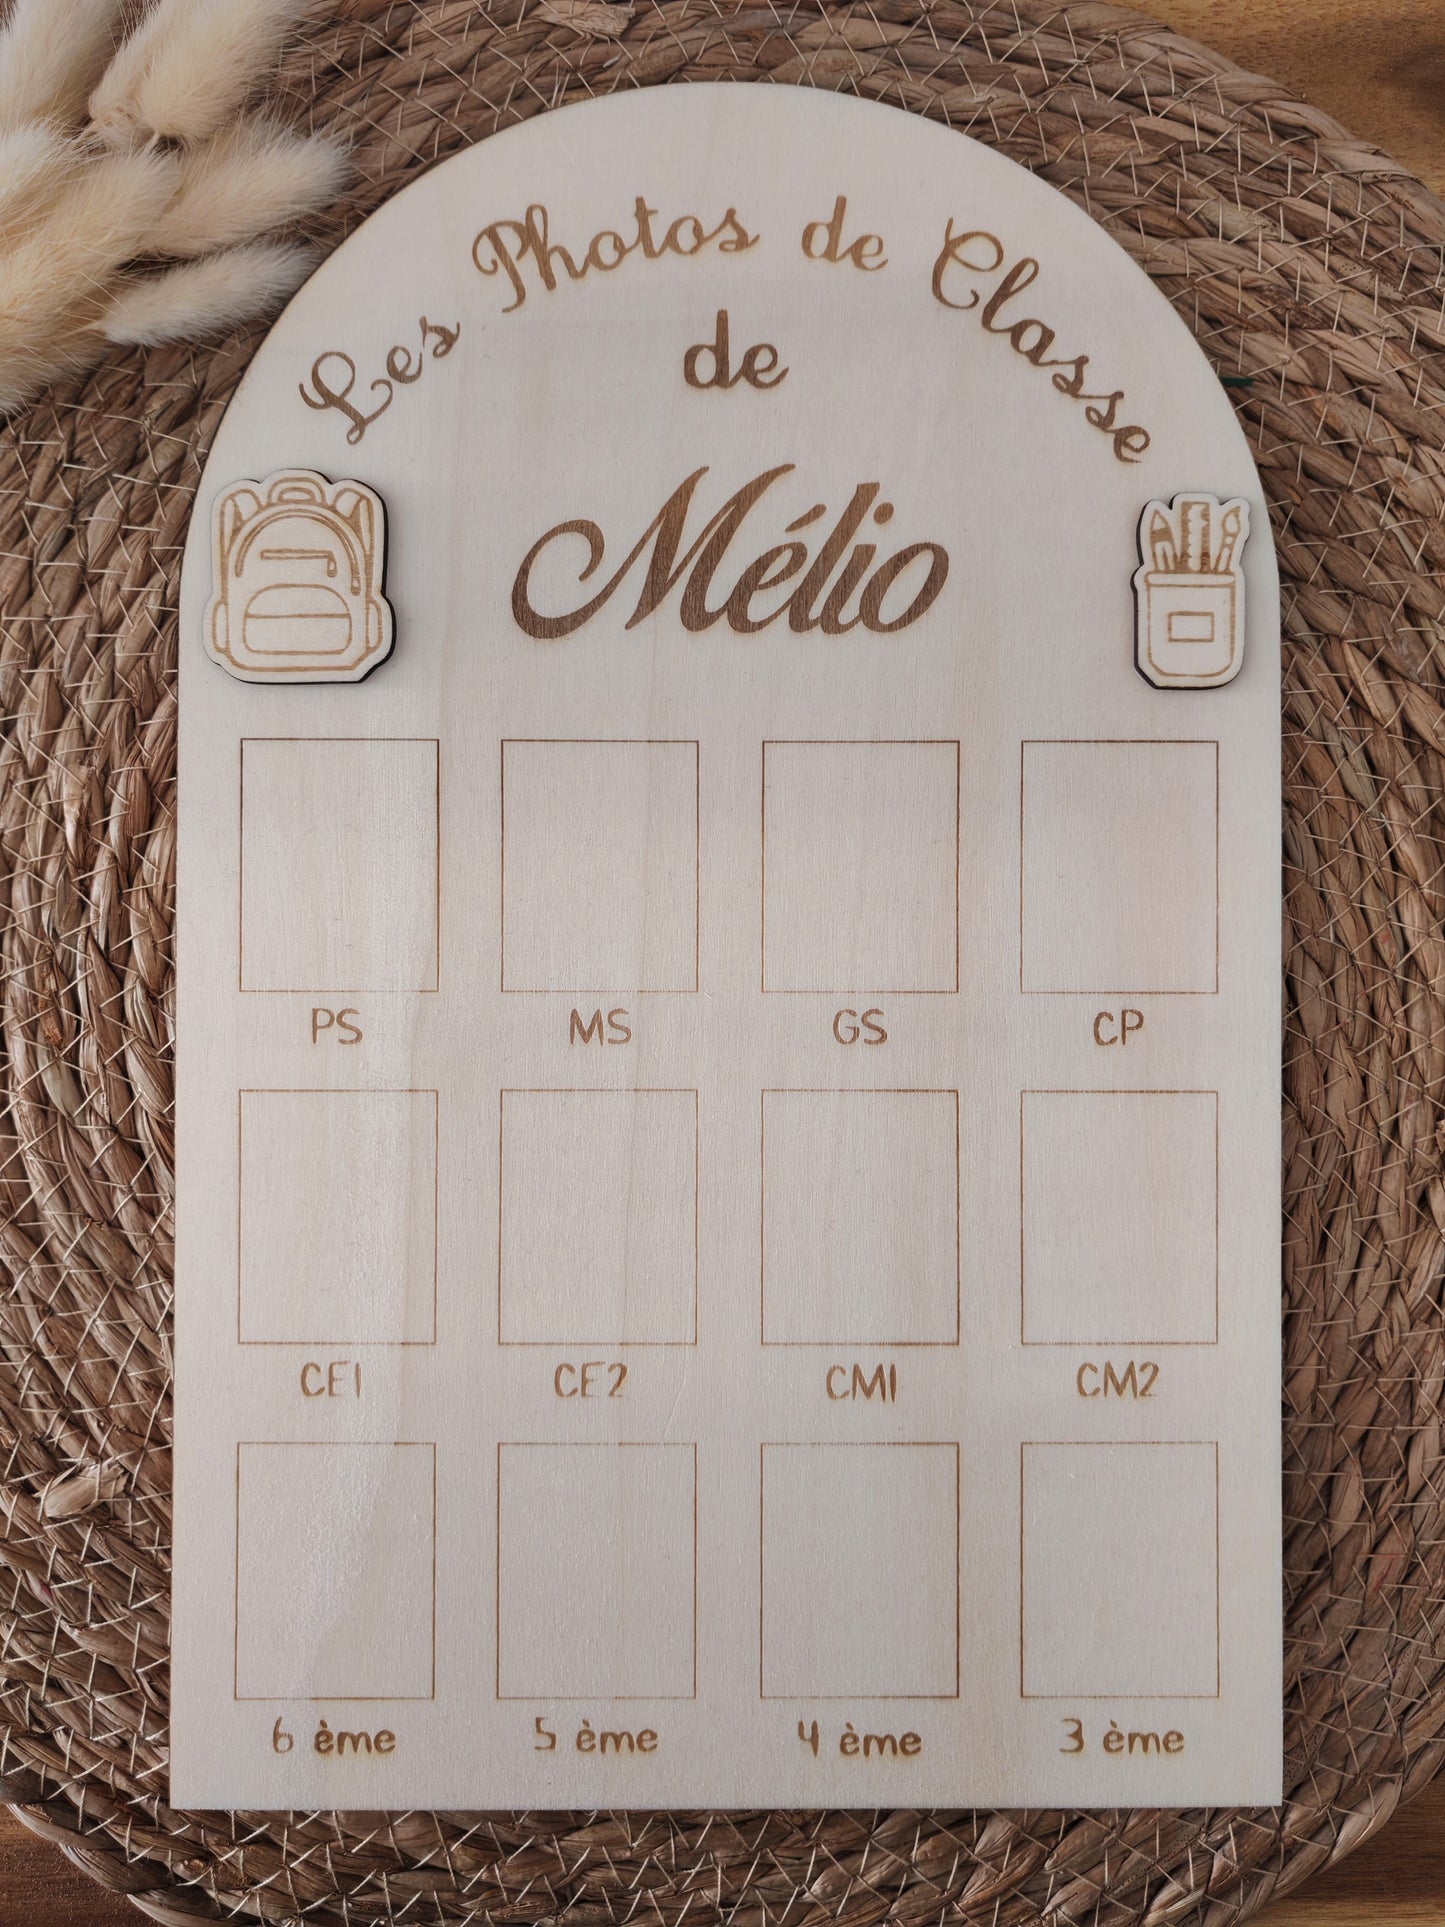 Les Photos de Classe
de
Mélio
PS MS GS CP
CE1 CE2 CM1 CM2
6 ème 5 ème 4 ème 3 ème